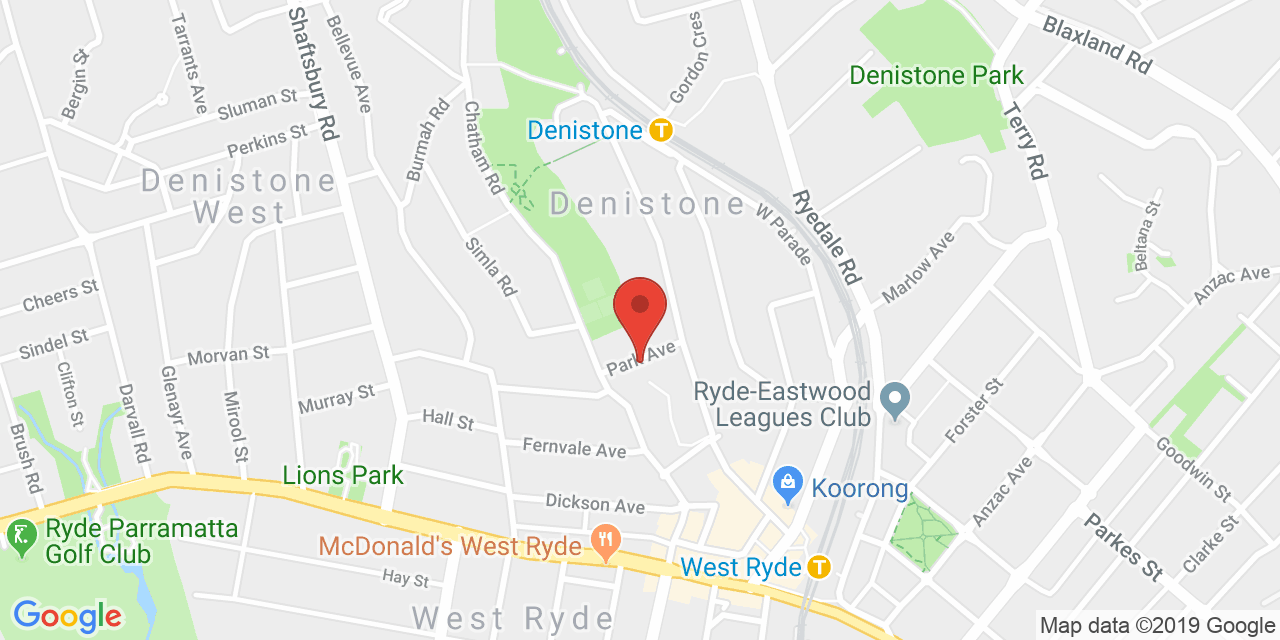 Blaxland Rd
Shaftsbury Rd
Bellevue Ave
Tarrants Ave
Bergin St
Gordon Cres
Denistone Park
Sluman St
Perkins St
Burmah Rd
Chatham Rd
Denistone
T
Terry Rd
Denistone
West
Denistone
W Parade
Ryedale Rd
Beltana St
Simla Rd
Marlow Ave
Anzac Ave
Cheers St
Sindel St
Morvan St
Clifton St
Glenayr Ave
Park Ave
Darvall Rd
Mirool St
Murray St
Hall St
Ryde-Eastwood
Leagues Club
Forster St
Brush Rd
Fernvale Ave
Lions Park
Goodwin St
Koorong
Anzac Ave
Dickson Ave
Ryde Parramatta
Golf Club
McDonald's West Ryde
West Ryde
T
Parkes St
Clarke St
Hay St
West Ryde
Google
Map data ©2019 Google